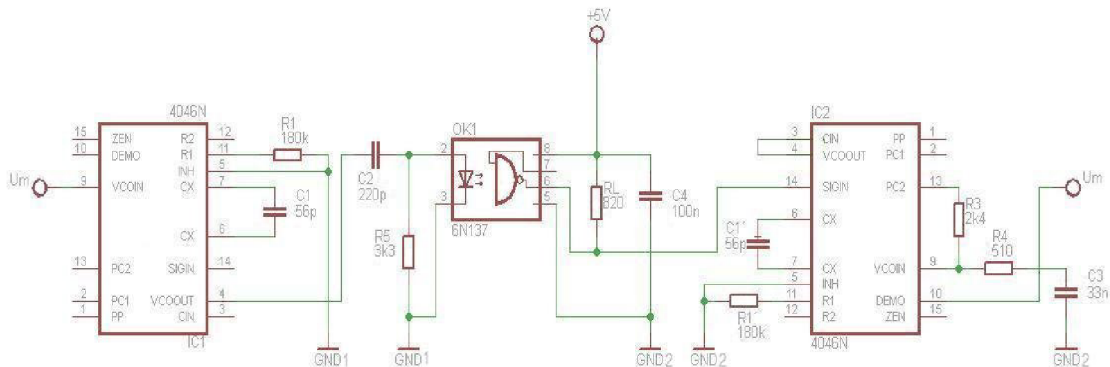 +5V
4046N
IC2
15 ZEN R2 12
10 DEMO R1 11
R1
180k
INH 5
Um
9 VCOIN
CX 7
C1
56p
CX 6
13 PC2 SIGIN 14
2 PC1 VCOOUT 4
1 PP CIN 3
IC1
GND1
C2
220p
R5
3k3
GND1
OK1
2
3
8
7
6
5
6N137
RL
820
C4
100n
GND2
3 CIN PP 1
4 VCOOUT PC1 2
14 SIGIN PC2 13
Um
R3
2k4
C1'
56p
6 CX
R4
510
7 CX VCOIN 9
5 INH
C3
33n
11 R1 DEMO 10
12 R2 ZEN 15
R1
180k
4046N
GND2
GND2